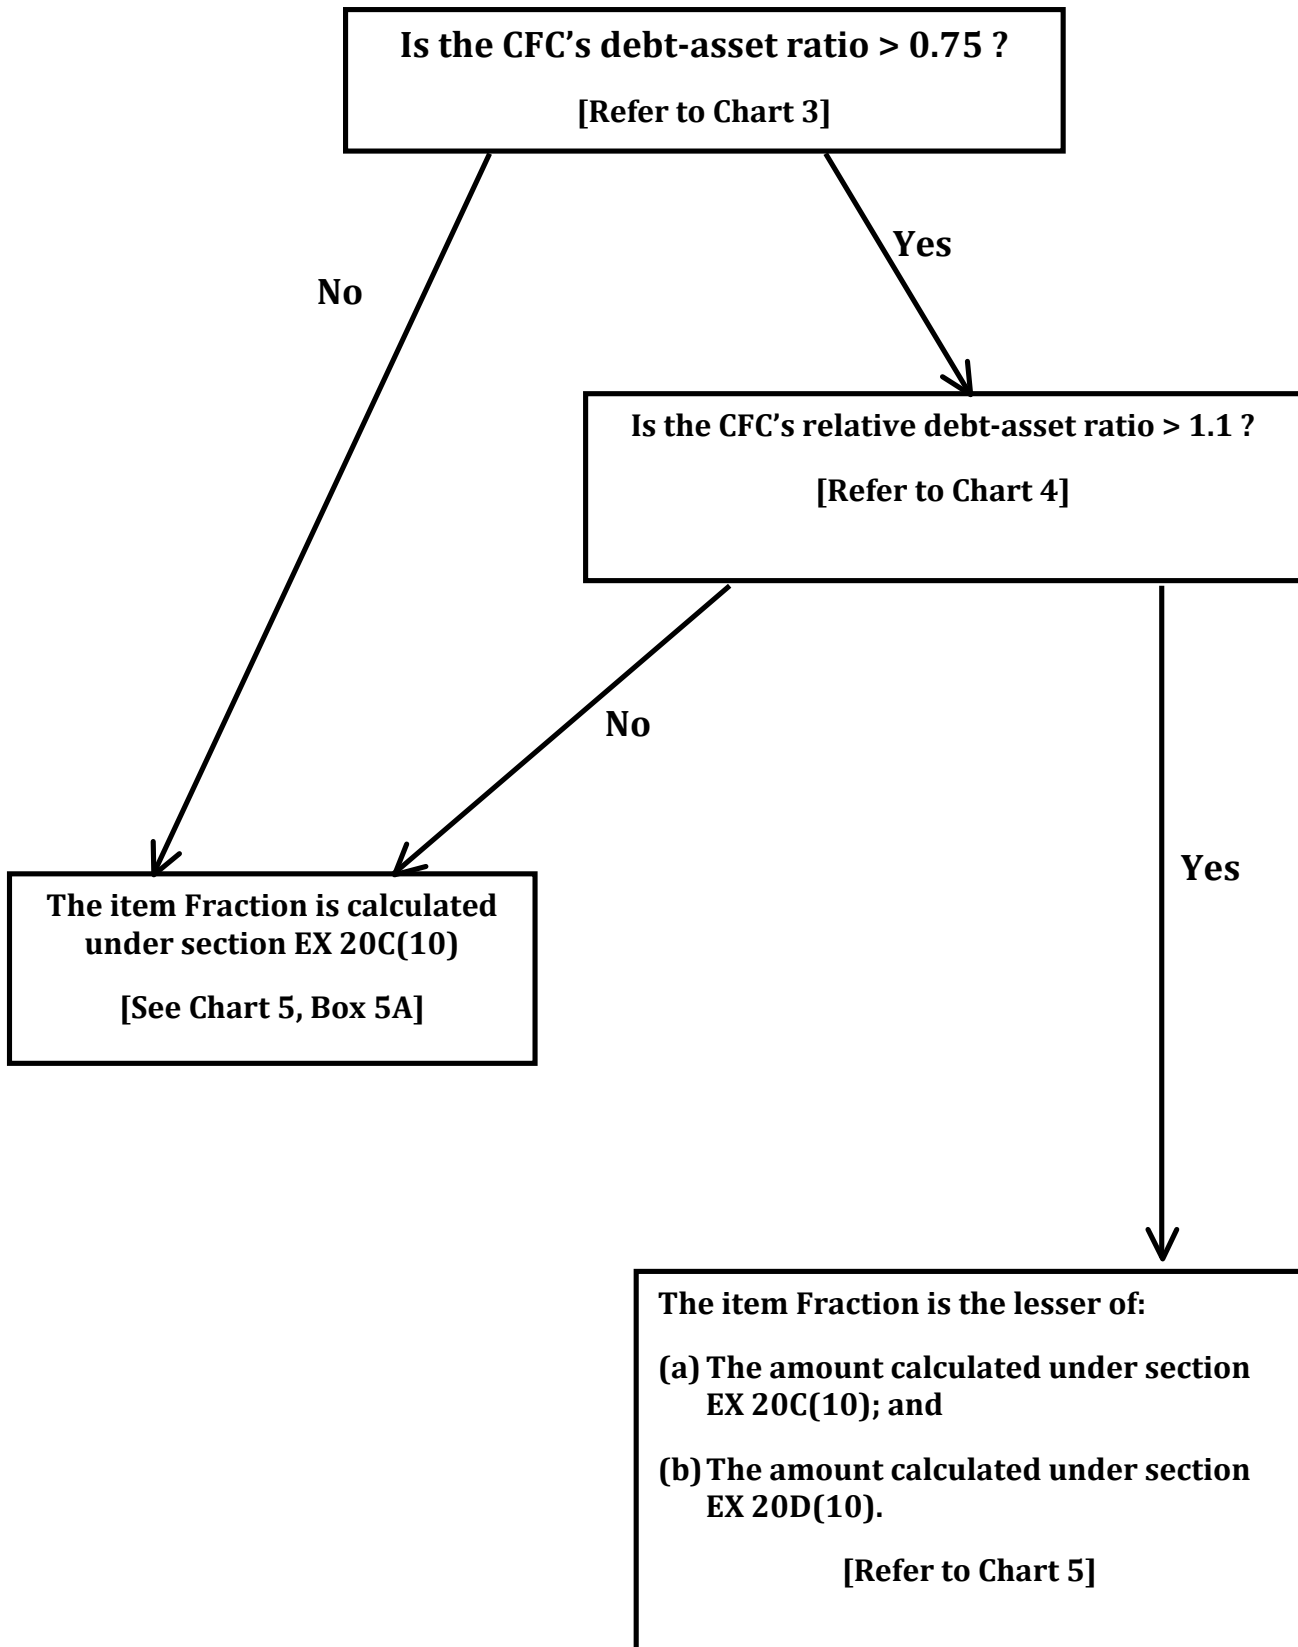 Is the CFC’s debt-asset ratio > 0.75 ?
[Refer to Chart 3]
Yes
No
Is the CFC’s relative debt-asset ratio > 1.1 ?
[Refer to Chart 4]
No
Yes
The item Fraction is calculated
under section EX 20C(10)
[See Chart 5, Box 5A]
The item Fraction is the lesser of:
(a) The amount calculated under section
EX 20C(10); and
(b) The amount calculated under section
EX 20D(10).
[Refer to Chart 5]